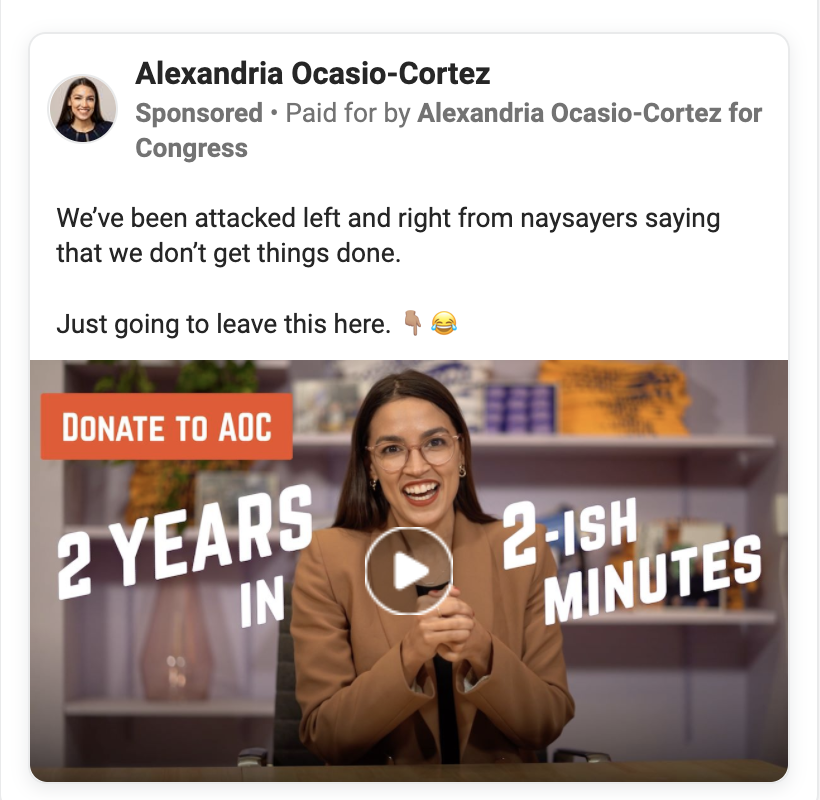 Alexandria Ocasio-Cortez
Sponsored • Paid for by Alexandria Ocasio-Cortez for
Congress
We’ve been attacked left and right from naysayers saying
that we don’t get things done.
Just going to leave this here. 👇🏽 😂
DONATE TO AOC
2 YEARS
IN
2-ISH
MINUTES